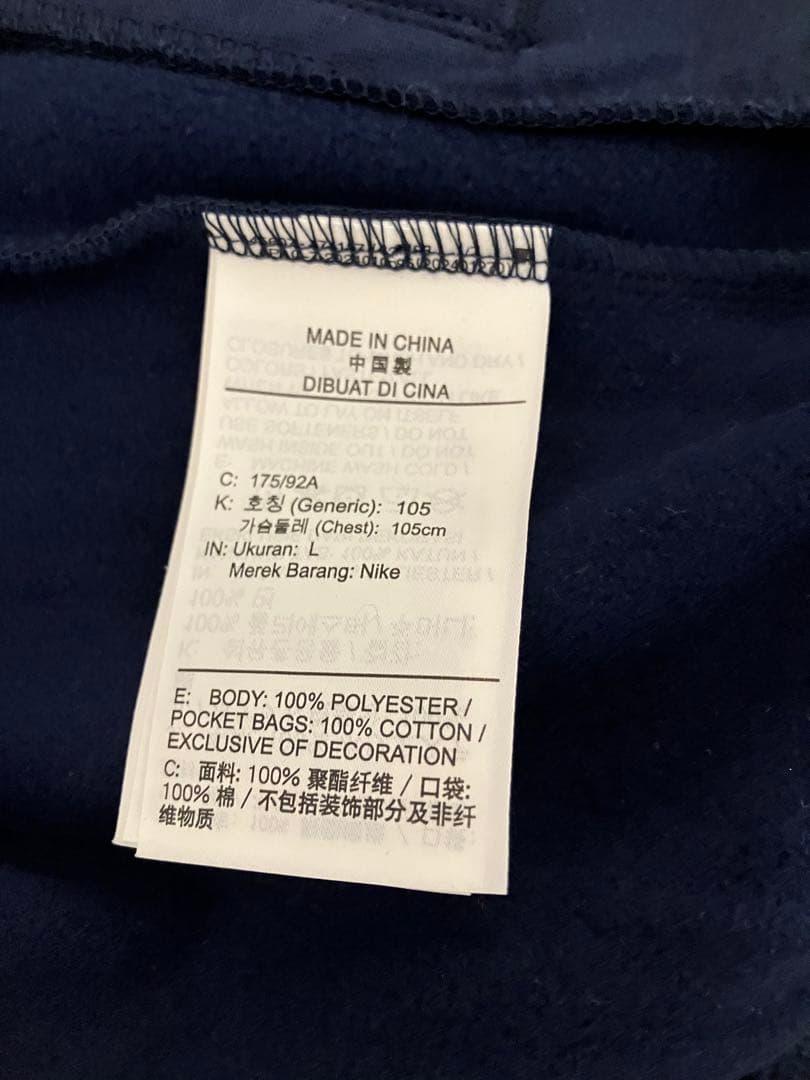 MADE IN CHINA
中国製
DIBUAT DI CINA
C: 175/92A
K: 호칭 (Generic): 105
가슴둘레 (Chest): 105cm
IN: Ukuran: L
Merek Barang: Nike
E: BODY: 100% POLYESTER /
POCKET BAGS: 100% COTTON /
EXCLUSIVE OF DECORATION
C: 面料: 100% 聚酯纤维 / 口袋:
100% 棉 / 不包括装饰部分及非纤
维物质